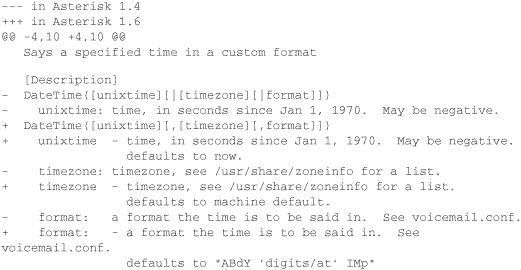 --- in Asterisk 1.4
+++ in Asterisk 1.6
@@ -4,10 +4,10 @@
   Says a specified time in a custom format

   [Description]
-  DateTime([unixtime][|[timezone][|format]])
-    unixtime: time, in seconds since Jan 1, 1970.  May be negative.
+  DateTime([unixtime][,[timezone][,format]])
+    unixtime  - time, in seconds since Jan 1, 1970.  May be negative.
                defaults to now.
-    timezone: timezone, see /usr/share/zoneinfo for a list.
+    timezone  - timezone, see /usr/share/zoneinfo for a list.
                defaults to machine default.
-    format:   a format the time is to be said in.  See voicemail.conf.
+    format:   - a format the time is to be said in.  See
voicemail.conf.
                defaults to "ABdY 'digits/at' IMp"